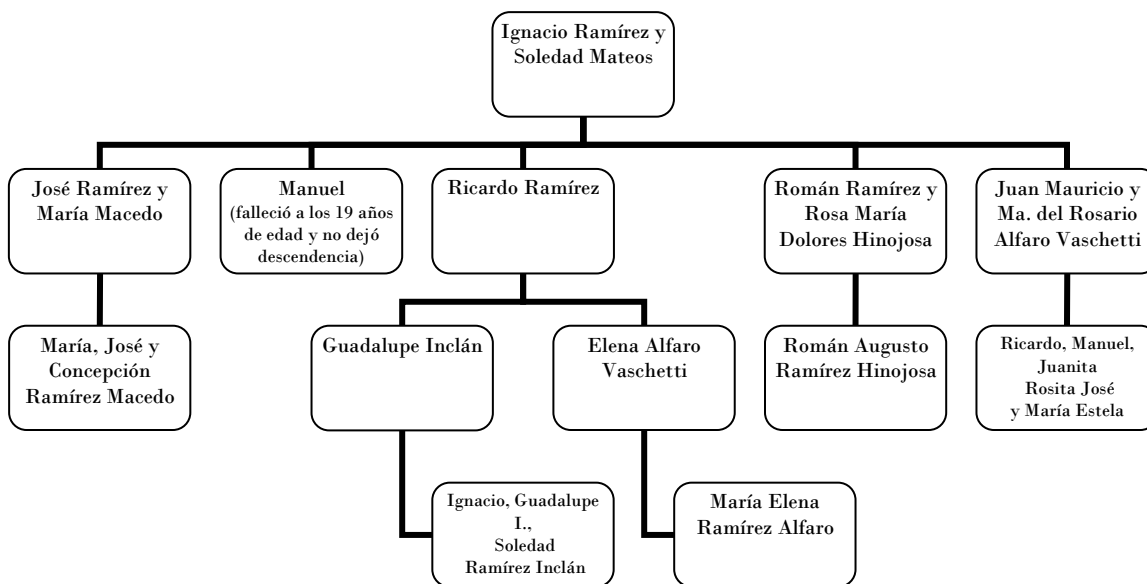 Ignacio Ramírez y
Soledad Mateos
José Ramírez y
María Macedo
Manuel
(falleció a los 19 años
de edad y no dejó
descendencia)
Ricardo Ramírez
Román Ramírez y
Rosa María
Dolores Hinojosa
Juan Mauricio y
Ma. del Rosario
Alfaro Vaschetti
María, José y
Concepción
Ramírez Macedo
Guadalupe Inclán
Elena Alfaro
Vaschetti
Román Augusto
Ramírez Hinojosa
Ricardo, Manuel,
Juanita
Rosita José
y María Estela
Ignacio, Guadalupe
I.,
Soledad
Ramírez Inclán
María Elena
Ramírez Alfaro